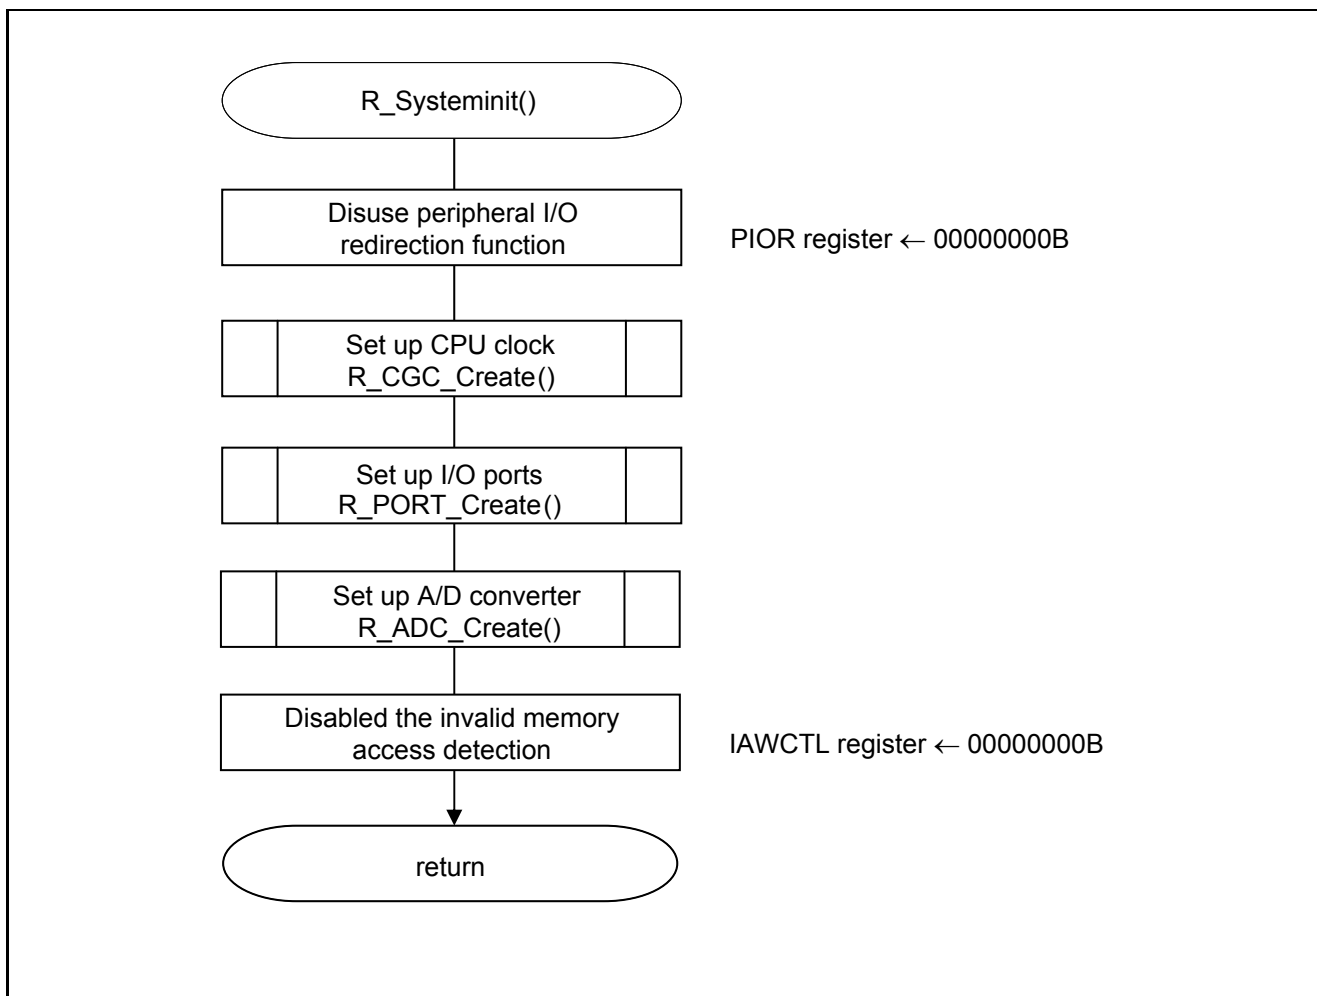 R_Systeminit()
Disuse peripheral I/O
redirection function
PIOR register ← 00000000B
Set up CPU clock
R_CGC_Create()
Set up I/O ports
R_PORT_Create()
Set up A/D converter
R_ADC_Create()
Disabled the invalid memory
access detection
IAWCTL register ← 00000000B
return